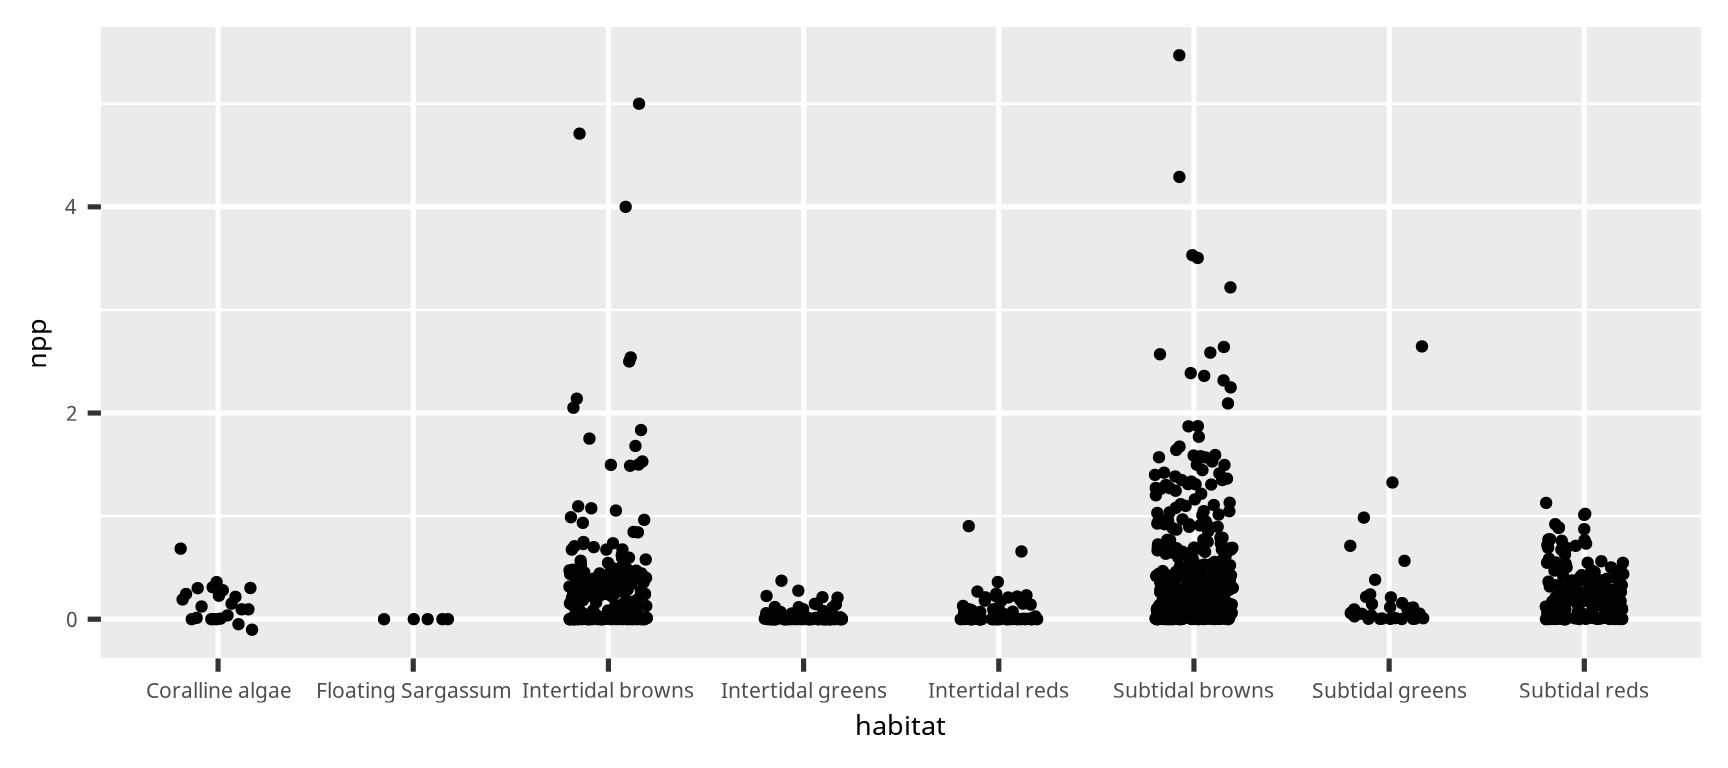 4
2
0
npp
Coralline algae
Floating Sargassum
Intertidal browns
Intertidal greens
Intertidal reds
Subtidal browns
Subtidal greens
Subtidal reds
habitat